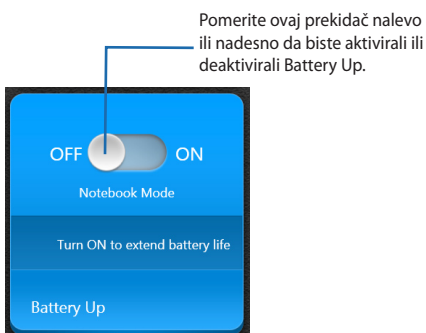 Pomerite ovaj prekidač nalevo
ili nadesno da biste aktivirali ili
deaktivirali Battery Up.
OFF ON
Notebook Mode
Turn ON to extend battery life
Battery Up